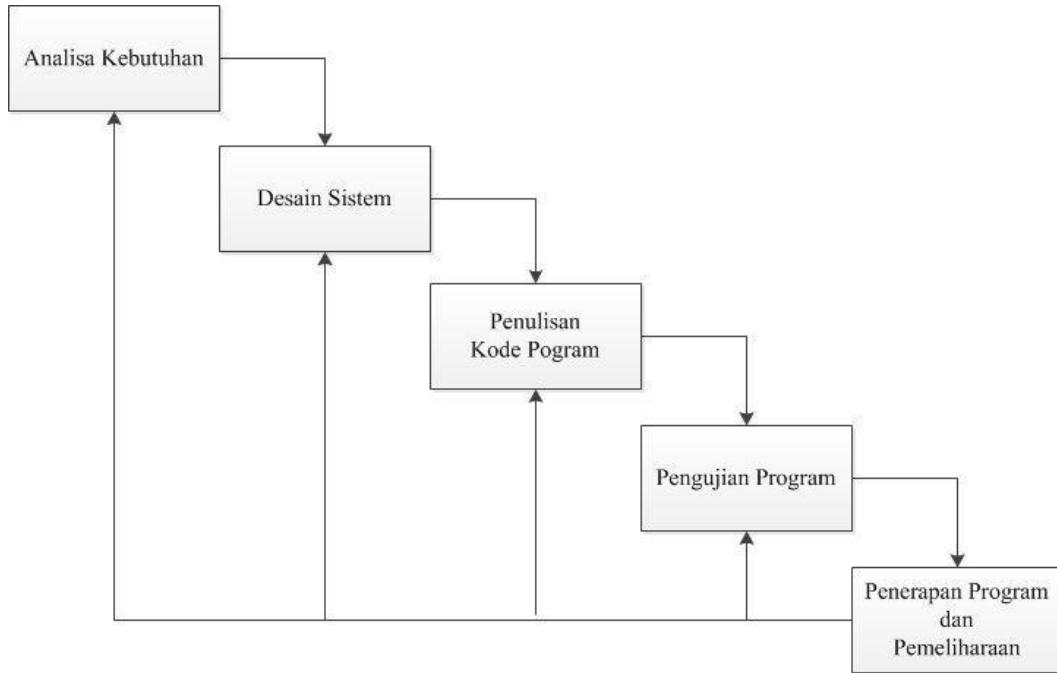 Analisa Kebutuhan
Desain Sistem
Penulisan
Kode Pogram
Pengujian Program
Penerapan Program
dan
Pemeliharaan